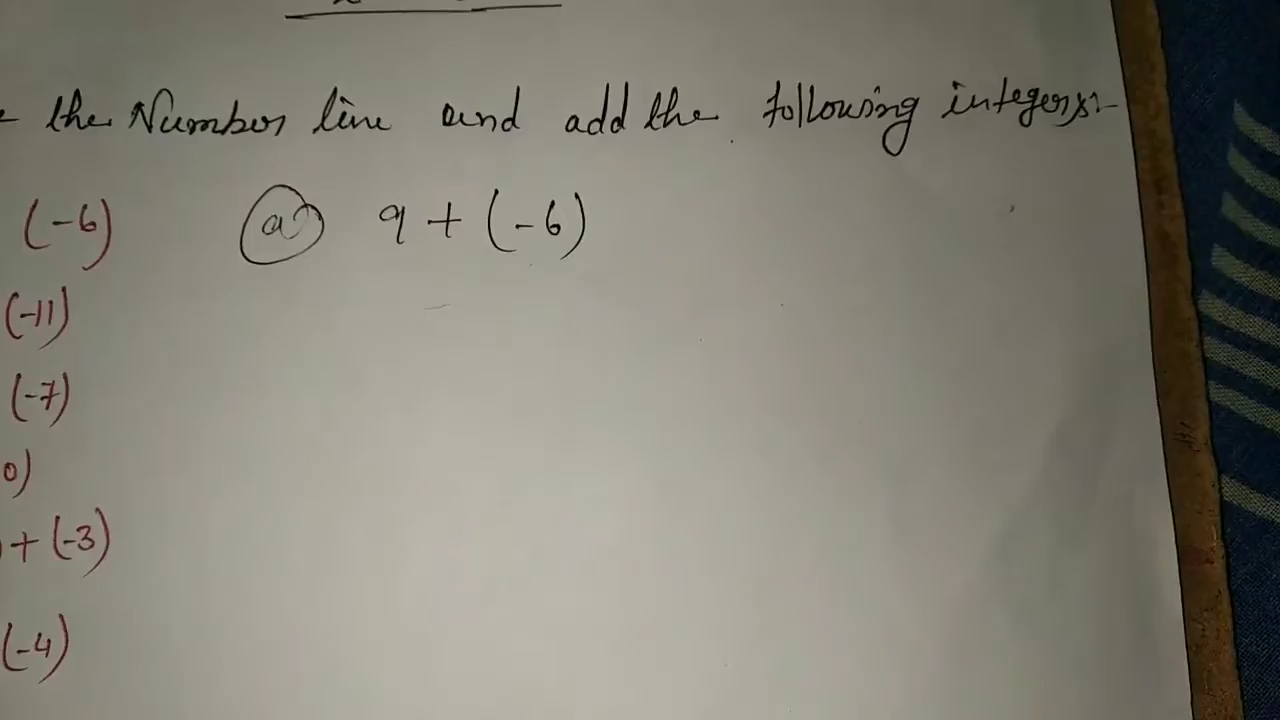 the Number line and add the following integers:-
(-6) (a) 9 + (-6)
(-11)
(-7)
0)
+ (-3)
(-4)